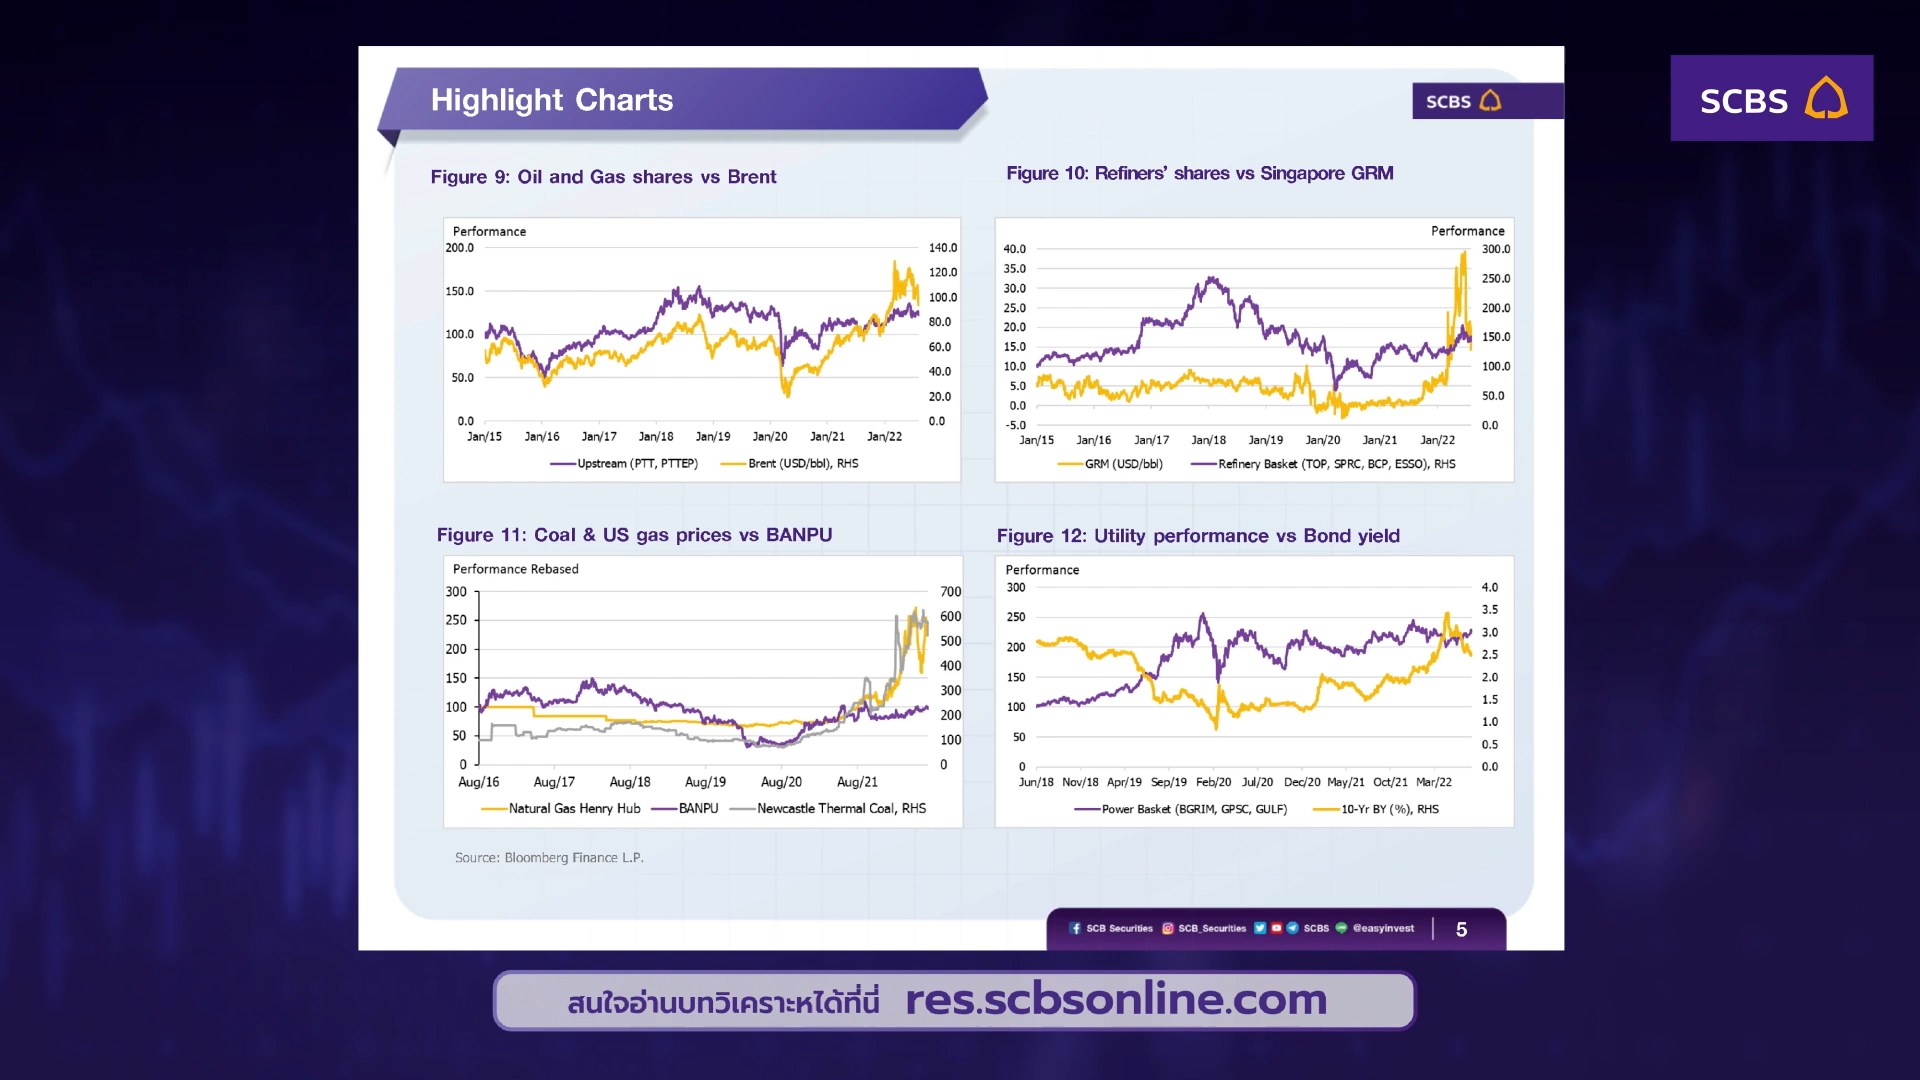 Highlight Charts
SCBS
SCBS
Figure 9: Oil and Gas shares vs Brent
Performance
200.0
150.0
100.0
50.0
0.0
140.0
120.0
100.0
80.0
60.0
40.0
20.0
0.0
Jan/15 Jan/16 Jan/17 Jan/18 Jan/19 Jan/20 Jan/21 Jan/22
Upstream (PTT, PTTEP) Brent (USD/bbl), RHS
Figure 10: Refiners’ shares vs Singapore GRM
Performance
40.0
35.0
30.0
25.0
20.0
15.0
10.0
5.0
0.0
-5.0
300.0
250.0
200.0
150.0
100.0
50.0
0.0
Jan/15 Jan/16 Jan/17 Jan/18 Jan/19 Jan/20 Jan/21 Jan/22
GRM (USD/bbl) Refinery Basket (TOP, SPRC, BCP, ESSO), RHS
Figure 11: Coal & US gas prices vs BANPU
Performance Rebased
300
250
200
150
100
50
0
700
600
500
400
300
200
100
0
Aug/16 Aug/17 Aug/18 Aug/19 Aug/20 Aug/21
Natural Gas Henry Hub BANPU Newcastle Thermal Coal, RHS
Figure 12: Utility performance vs Bond yield
Performance
300
250
200
150
100
50
0
4.0
3.5
3.0
2.5
2.0
1.5
1.0
0.5
0.0
Jun/18 Nov/18 Apr/19 Sep/19 Feb/20 Jul/20 Dec/20 May/21 Oct/21 Mar/22
Power Basket (BGRIM, GPSC, GULF) 10-Yr BY (%), RHS
Source: Bloomberg Finance L.P.
SCB Securities SCB_Securities SCBS @easyinvest 5
สนใจอ่านบทวิเคราะห์ได้ที่นี่ res.scbsonline.com